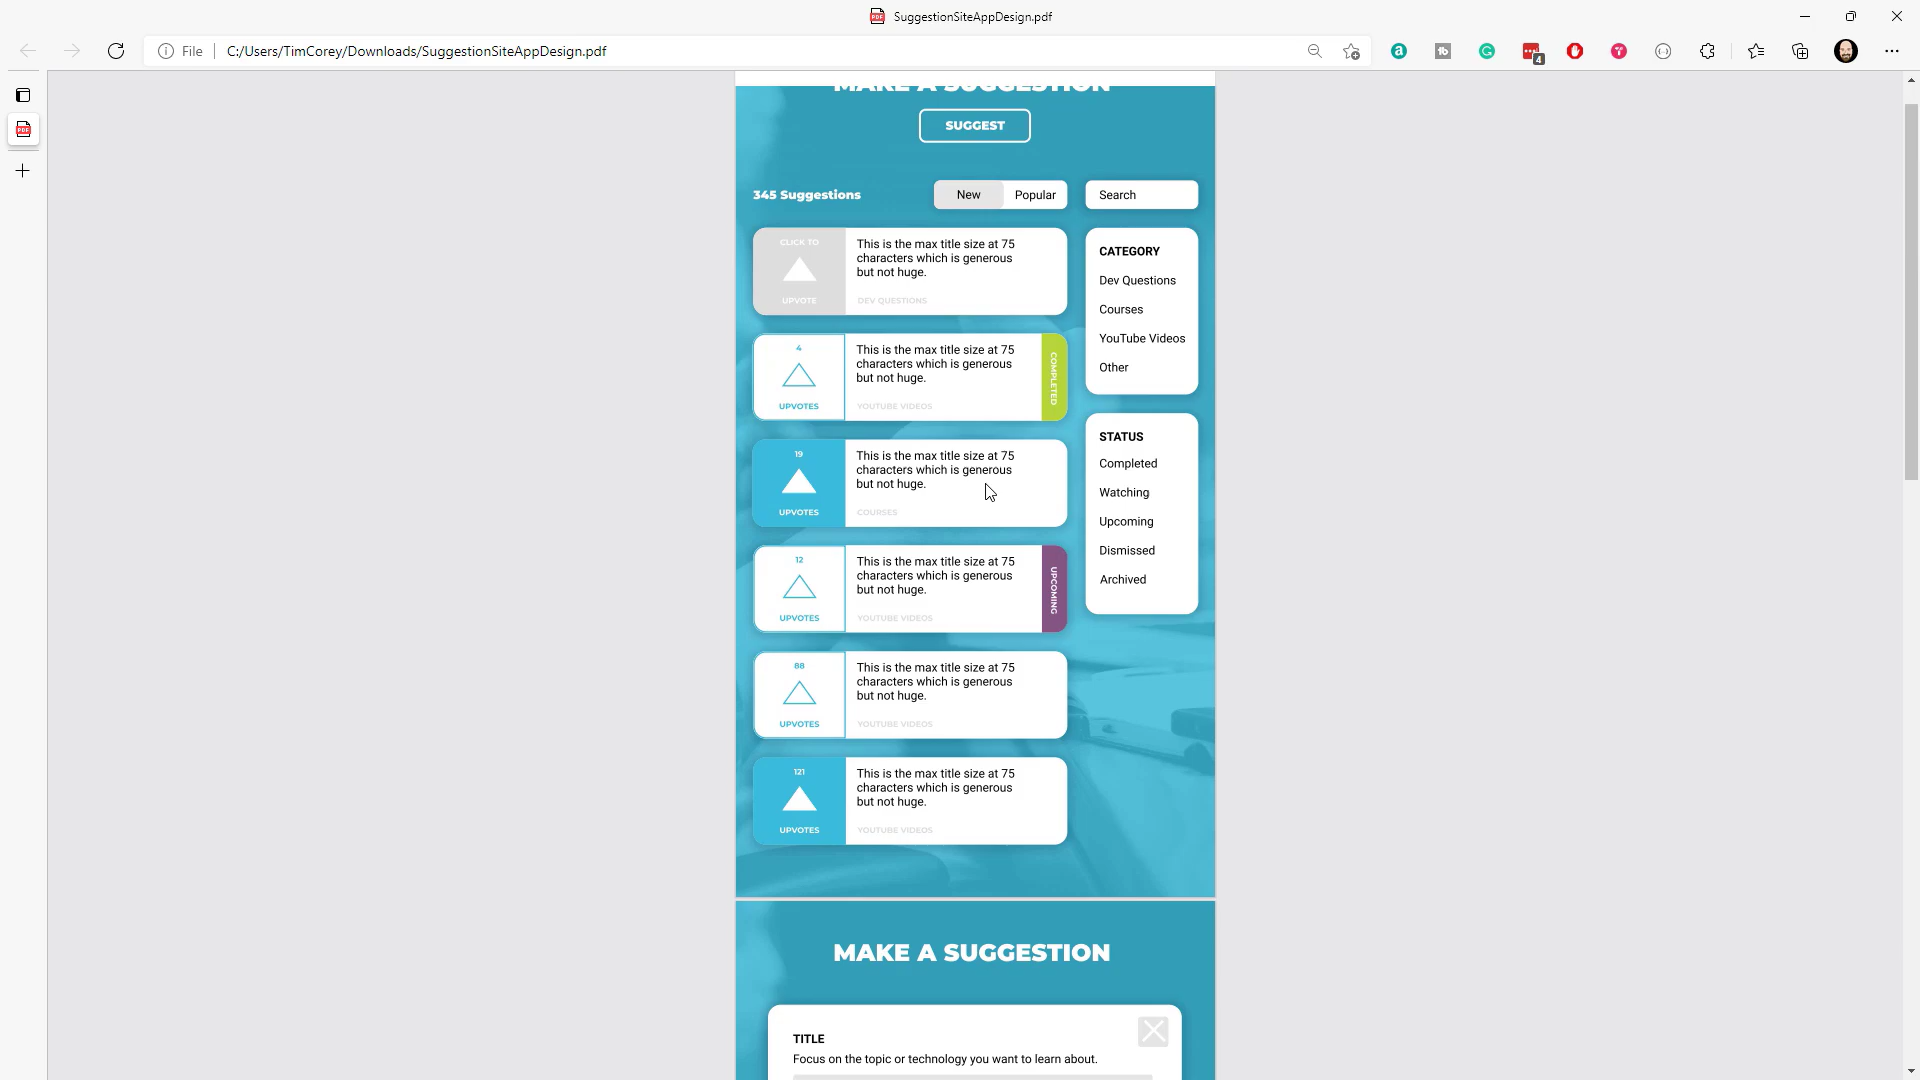 SuggestionSiteAppDesign.pdf
File
C:/Users/TimCorey/Downloads/SuggestionSiteAppDesign.pdf
4
MAKE A SUGGESTION
SUGGEST
345 Suggestions
New
Popular
Search
CLICK TO
UPVOTE
This is the max title size at 75
characters which is generous
but not huge.
DEV QUESTIONS
4
UPVOTES
This is the max title size at 75
characters which is generous
but not huge.
YOUTUBE VIDEOS
COMPLETED
19
UPVOTES
This is the max title size at 75
characters which is generous
but not huge.
COURSES
12
UPVOTES
This is the max title size at 75
characters which is generous
but not huge.
YOUTUBE VIDEOS
UPCOMING
88
UPVOTES
This is the max title size at 75
characters which is generous
but not huge.
YOUTUBE VIDEOS
121
UPVOTES
This is the max title size at 75
characters which is generous
but not huge.
YOUTUBE VIDEOS
CATEGORY
Dev Questions
Courses
YouTube Videos
Other
STATUS
Completed
Watching
Upcoming
Dismissed
Archived
MAKE A SUGGESTION
TITLE
Focus on the topic or technology you want to learn about.